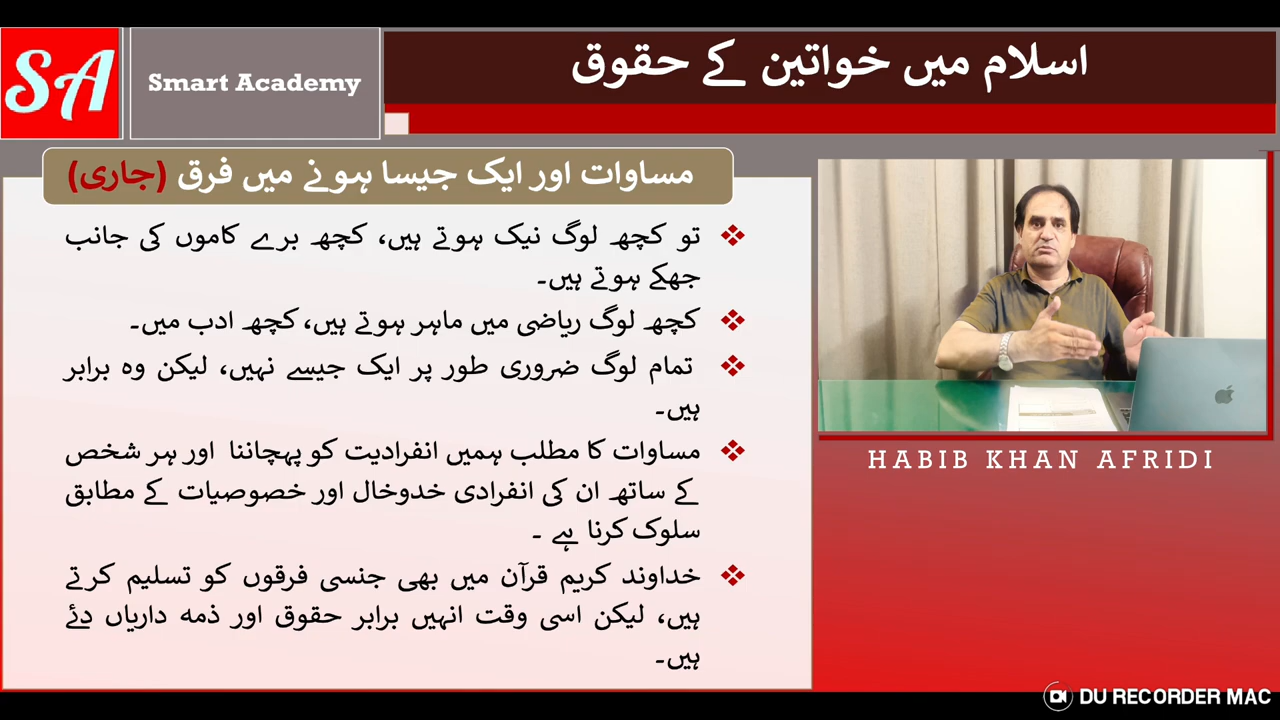 SA
Smart Academy
اسلام میں خواتین کے حقوق
مساوات اور ایک جیسا ہونے میں فرق (جاری)
تو کچھ لوگ نیک ہوتے ہیں، کچھ برے کاموں کی جانب
جھکے ہوتے ہیں۔
کچھ لوگ ریاضی میں ماہر ہوتے ہیں، کچھ ادب میں۔
تمام لوگ ضروری طور پر ایک جیسے نہیں، لیکن وہ برابر
ہیں۔
مساوات کا مطلب ہمیں انفرادیت کو پہچاننا اور ہر شخص
کے ساتھ ان کی انفرادی خدوخال اور خصوصیات کے مطابق
سلوک کرنا ہے ۔
خداوند کریم قرآن میں بھی جنسی فرقوں کو تسلیم کرتے
ہیں، لیکن اسی وقت انہیں برابر حقوق اور ذمہ داریاں دئے
ہیں۔
HABIB KHAN AFRIDI
DU RECORDER MAC